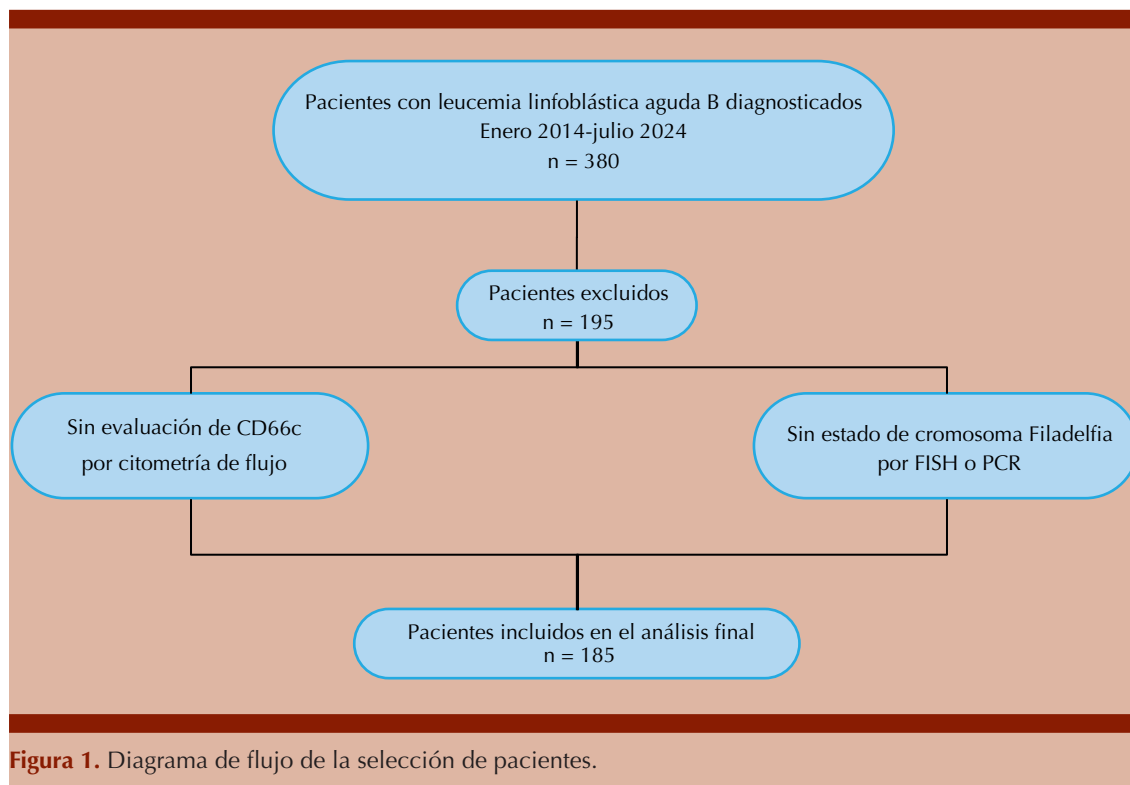 Pacientes con leucemia linfoblástica aguda B diagnosticados
Enero 2014-julio 2024
n = 380
Pacientes excluidos
n = 195
Sin evaluación de CD66c
por citometría de flujo
Sin estado de cromosoma Filadelfia
por FISH o PCR
Pacientes incluidos en el análisis final
n = 185
Figura 1. Diagrama de flujo de la selección de pacientes.